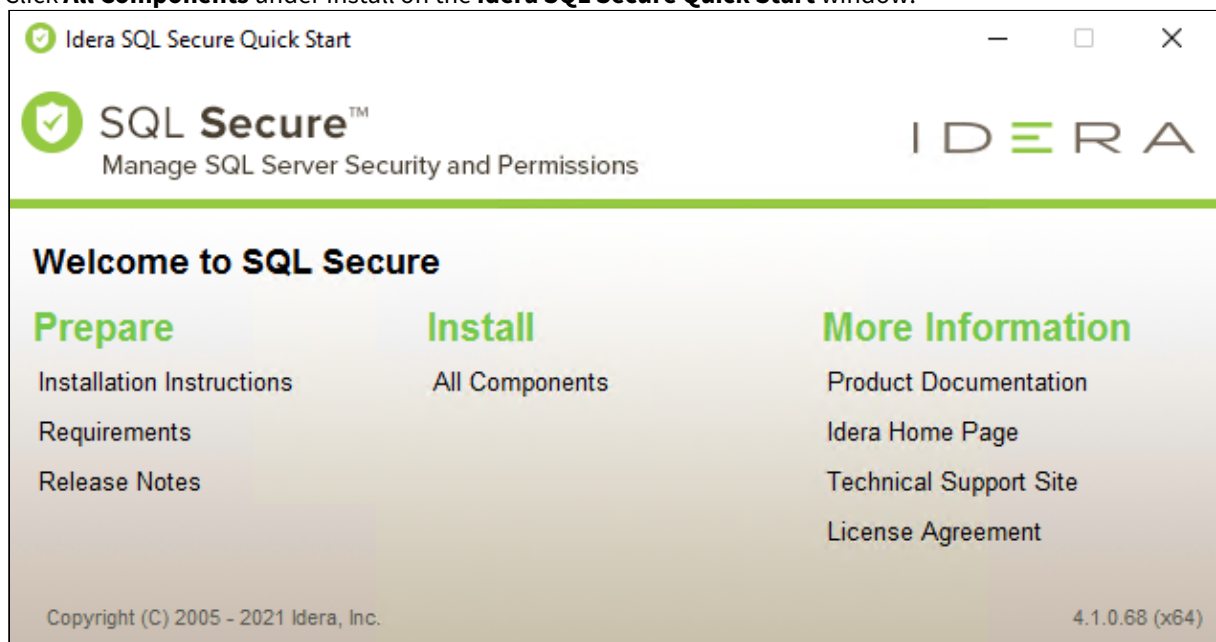 Click All Components under Install on the Idera SQL Secure Quick Start window.
Idera SQL Secure Quick Start
SQL Secure™
Manage SQL Server Security and Permissions
IDERA
Welcome to SQL Secure
Prepare
Installation Instructions
Requirements
Release Notes
Install
All Components
More Information
Product Documentation
Idera Home Page
Technical Support Site
License Agreement
Copyright (C) 2005 - 2021 Idera, Inc.
4.1.0.68 (x64)